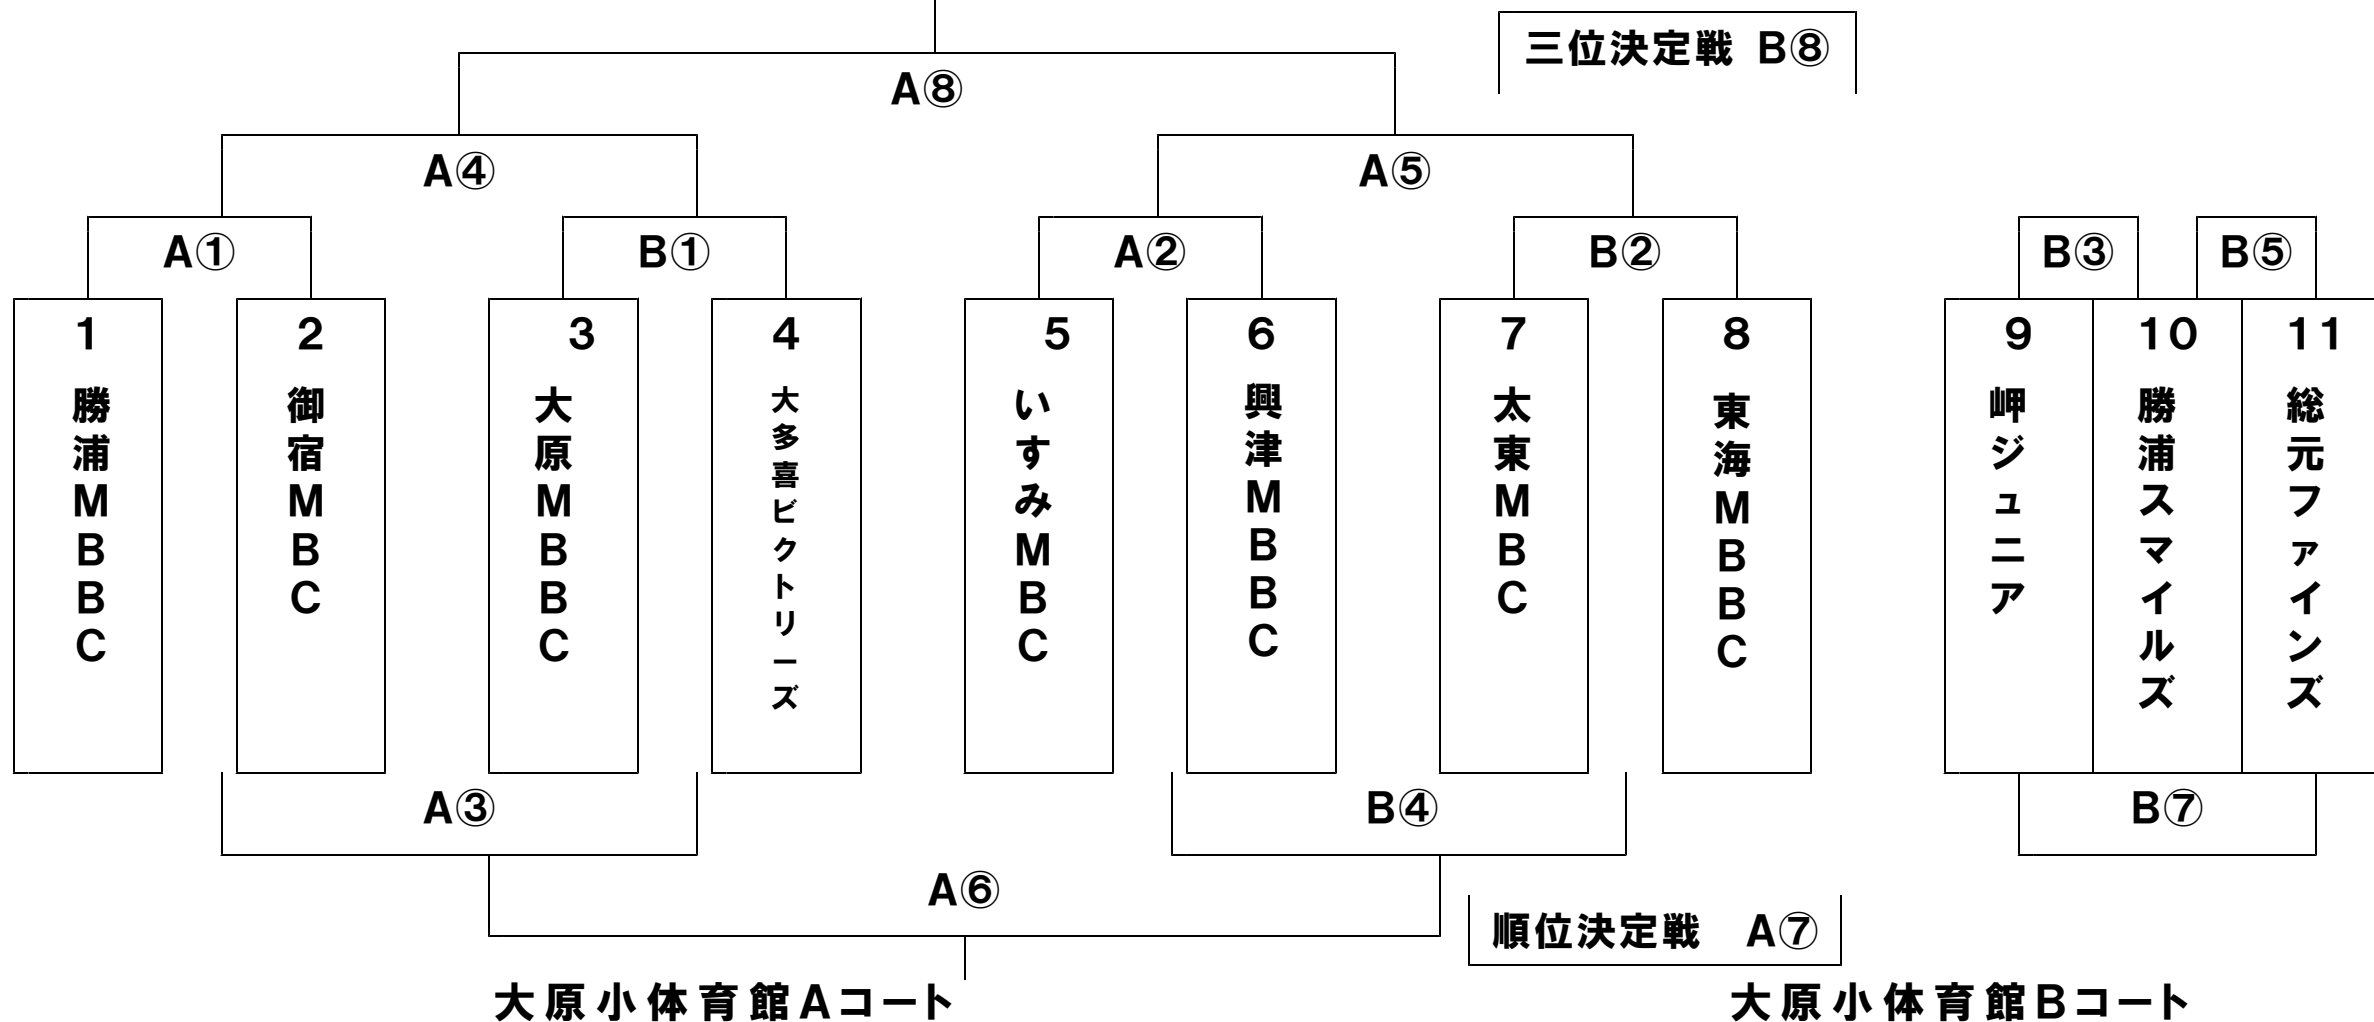 三位決定戦 B⑧
A⑧
A④
A⑤
A①
B①
A②
B②
B③
B⑤
1
勝浦MBBC
2
御宿MBC
3
大原MBBC
4
大多喜ビクトリーズ
5
いすみMBC
6
興津MBBC
7
太東MBC
8
東海MBBC
9
岬ジュニア
10
勝浦スマイルズ
11
総元ファインズ
A③
B④
B⑦
A⑥
順位決定戦 A⑦
大原小体育館Aコート
大原小体育館Bコート